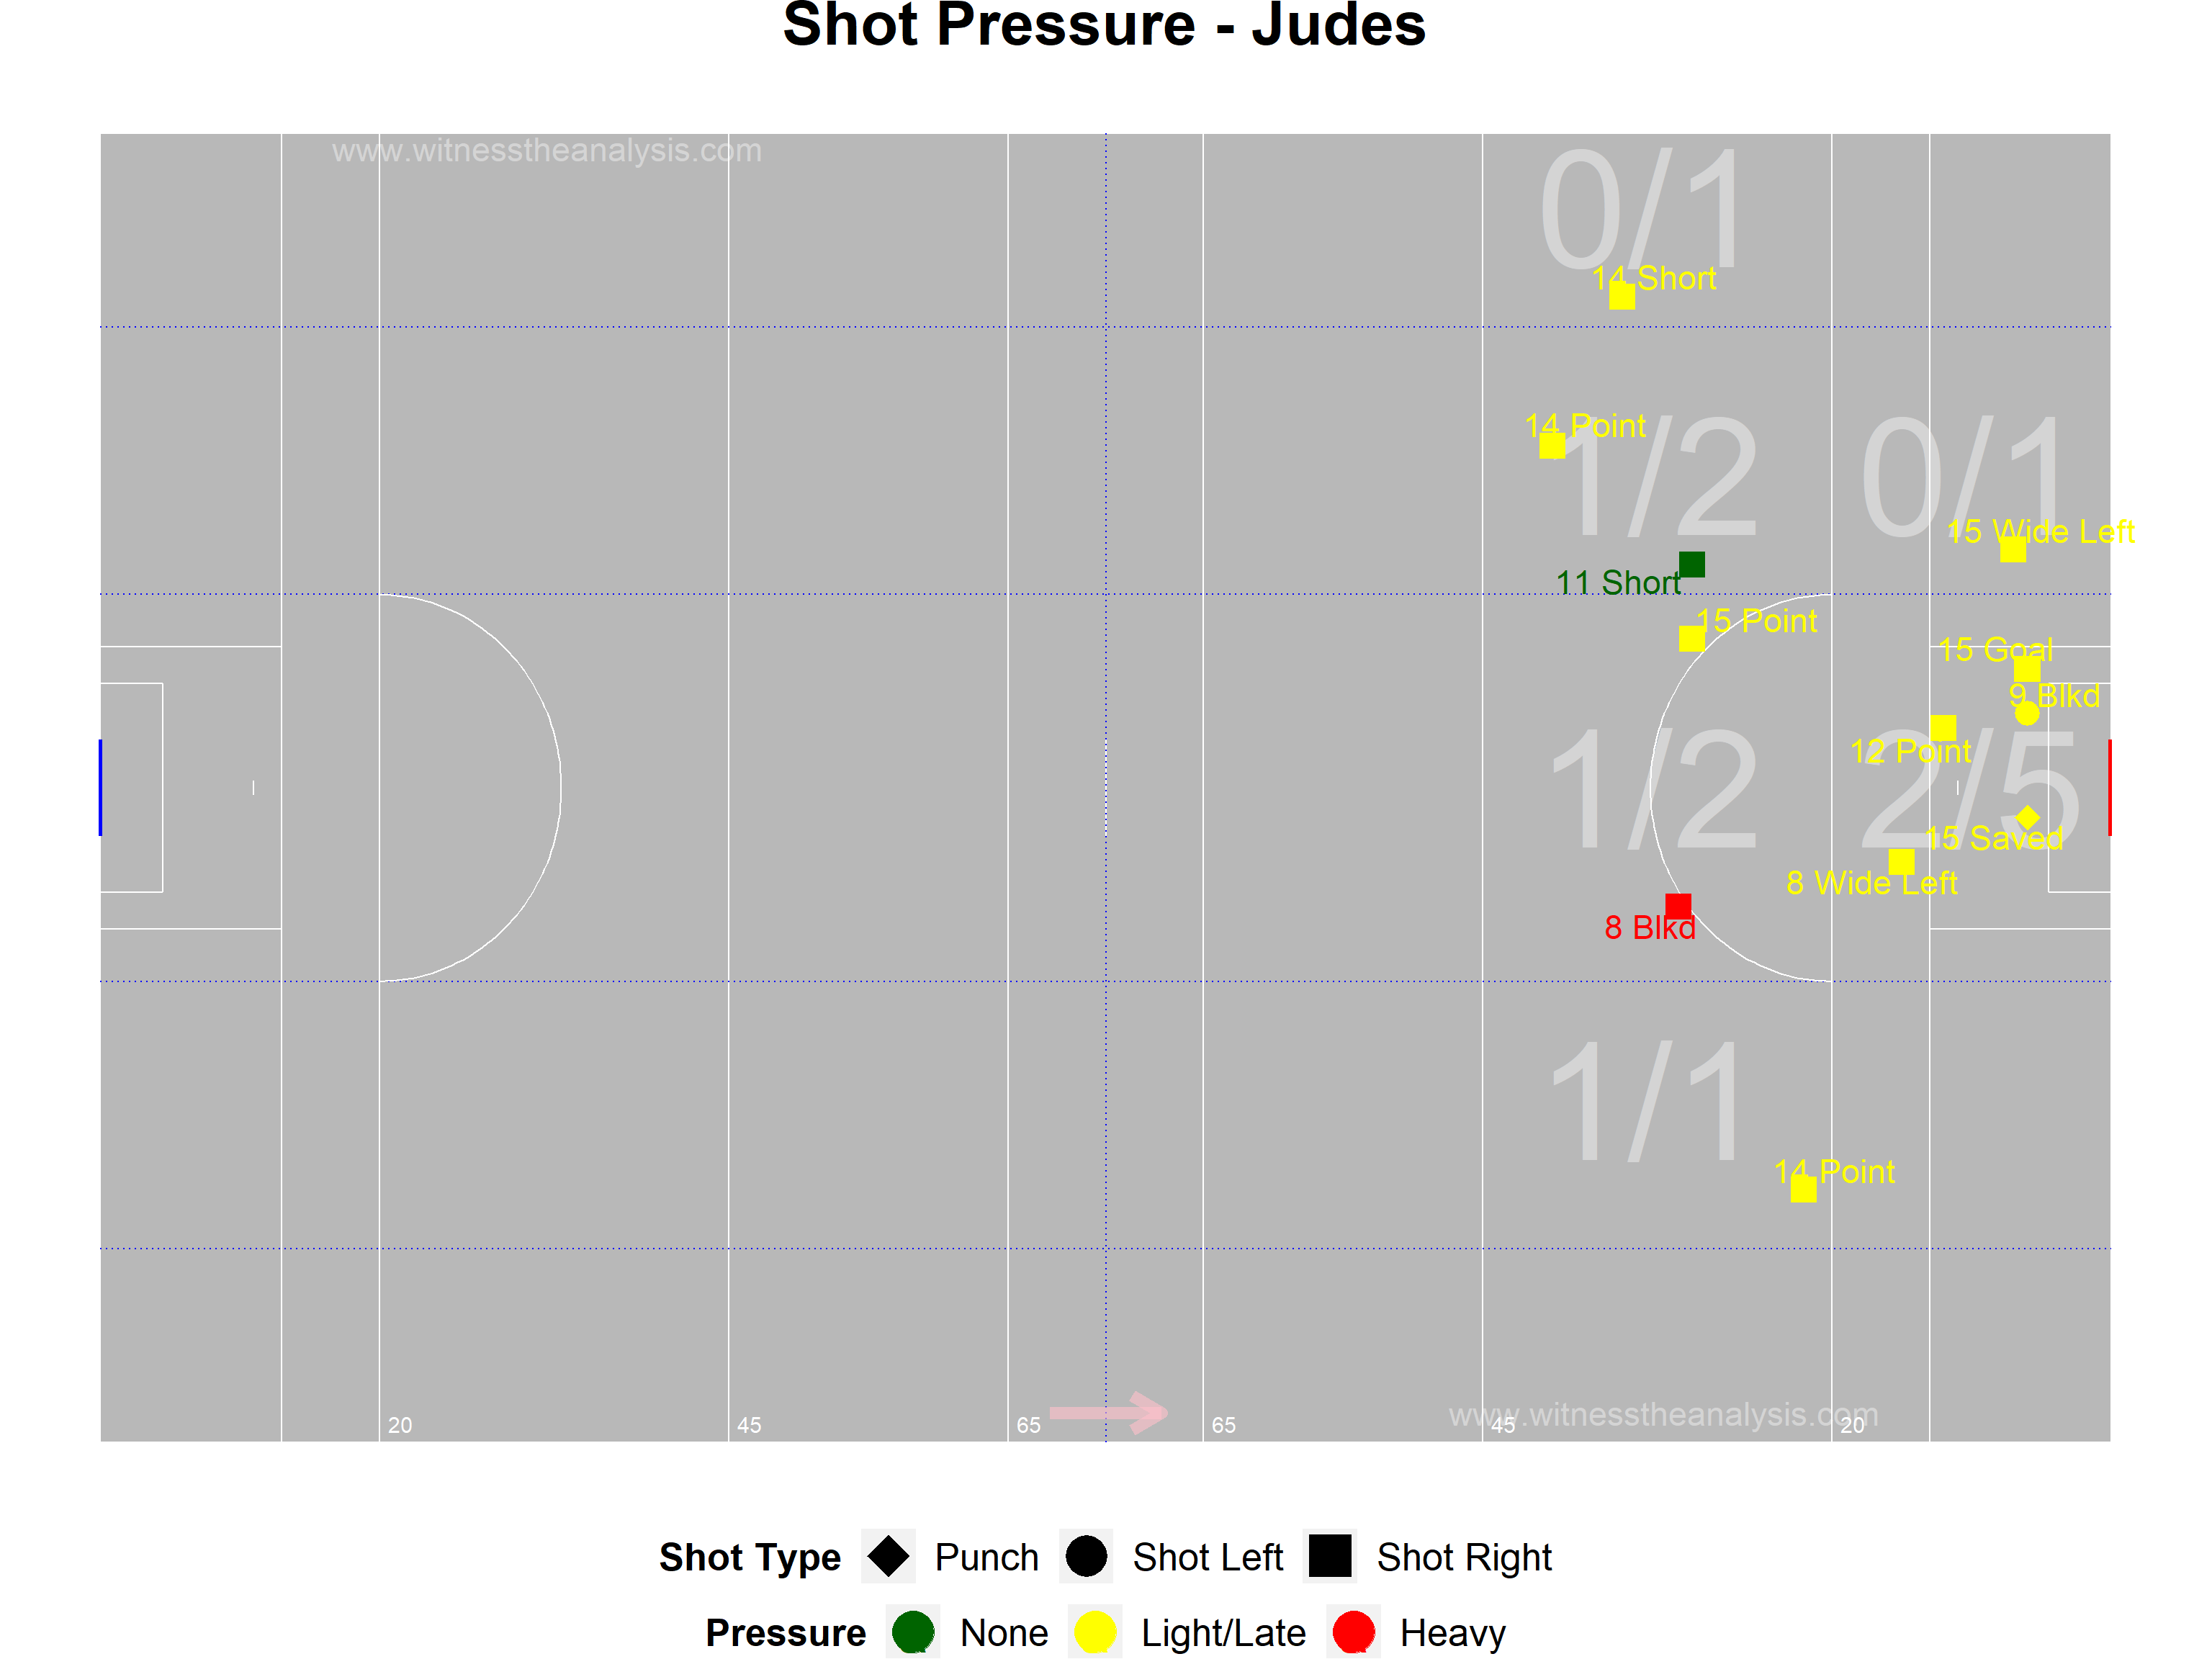 Shot Pressure - Judes
www.witnesstheanalysis.com
0/1
14 Short
14 Point
1/2
0/1
15 Wide Left
11 Short
15 Point
15 Goal
9 Blkd
12 Point
1/2
2/5
15 Saved
8 Wide Left
8 Blkd
1/1
14 Point
www.witnesstheanalysis.com
20
45
65
65
45
20
Shot Type Punch Shot Left Shot Right
Pressure None Light/Late Heavy